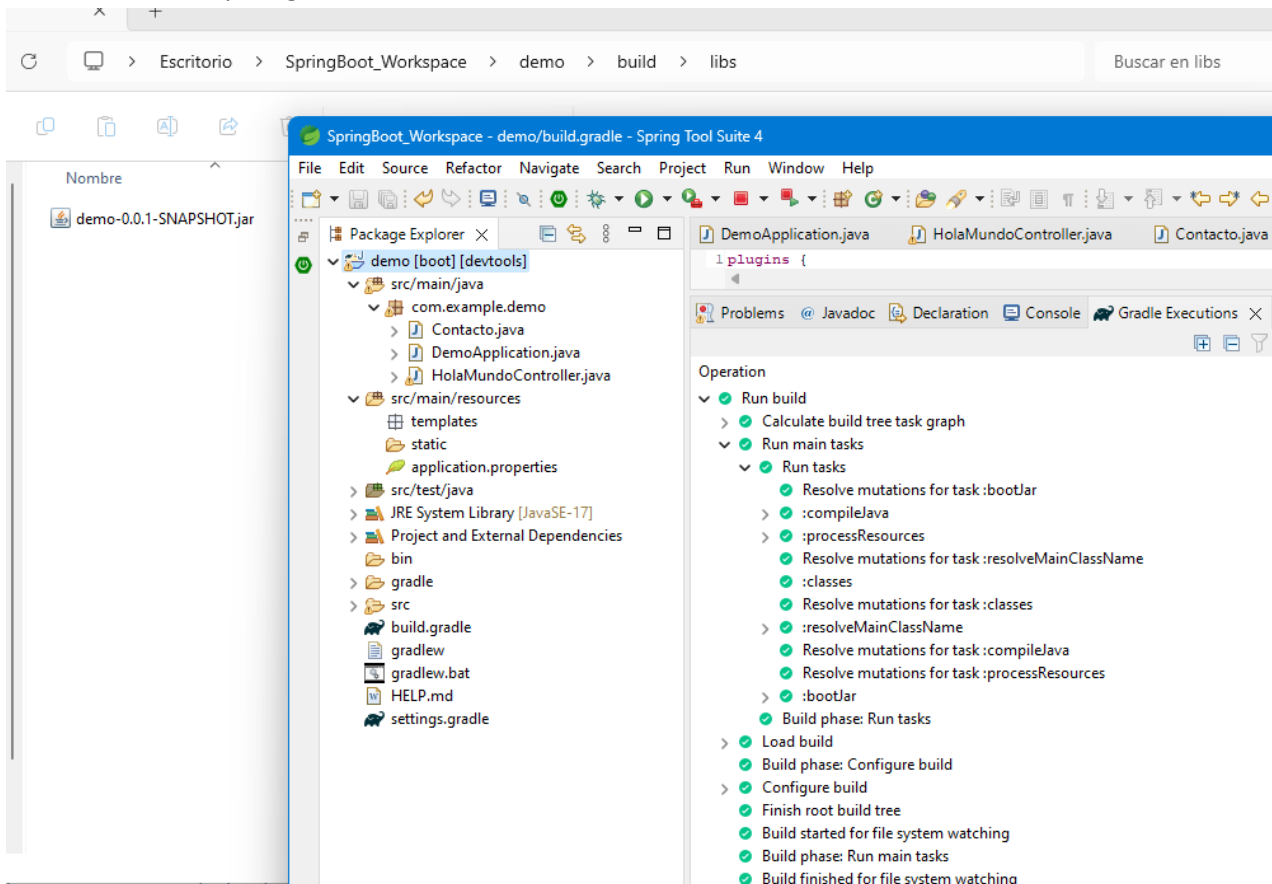 Escritorio > SpringBoot_Workspace > demo > build > libs
Buscar en libs
Nombre
demo-0.0.1-SNAPSHOT.jar
SpringBoot_Workspace - demo/build.gradle - Spring Tool Suite 4
File Edit Source Refactor Navigate Search Project Run Window Help
Package Explorer
demo [boot] [devtools]
src/main/java
com.example.demo
Contacto.java
DemoApplication.java
HolaMundoController.java
src/main/resources
templates
static
application.properties
src/test/java
JRE System Library [JavaSE-17]
Project and External Dependencies
bin
gradle
src
build.gradle
gradlew
gradlew.bat
HELP.md
settings.gradle
DemoApplication.java HolaMundoController.java Contacto.java
1 plugins {
Problems @ Javadoc Declaration Console Gradle Executions
Operation
Run build
Calculate build tree task graph
Run main tasks
Run tasks
Resolve mutations for task :bootJar
:compileJava
:processResources
Resolve mutations for task :resolveMainClassName
:classes
Resolve mutations for task :classes
:resolveMainClassName
Resolve mutations for task :compileJava
Resolve mutations for task :processResources
:bootJar
Build phase: Run tasks
Load build
Build phase: Configure build
Configure build
Finish root build tree
Build started for file system watching
Build phase: Run main tasks
Build finished for file system watching